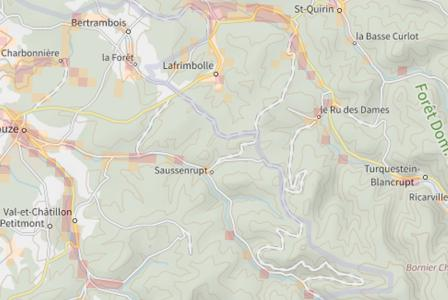 St-Quirin
Bertrambois
la Basse Curlot
Charbonnière
la Forêt
Lafrimbolle
le Ru des Dames
Forêt Dom
ouze
Saussenrupt
Turquestein-
Blancrupt
Ricarville
Val-et-Châtillon
Petitmont
Bornier Ch